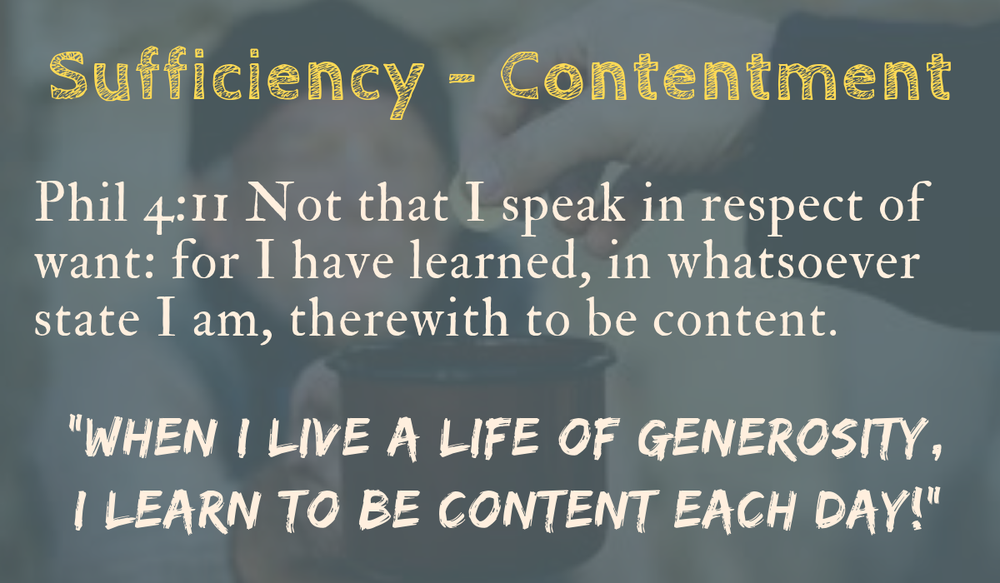 Sufficiency - Contentment
Phil 4:11 Not that I speak in respect of
want: for I have learned, in whatsoever
state I am, therewith to be content.
"WHEN I LIVE A LIFE OF GENEROSITY,
I LEARN TO BE CONTENT EACH DAY!"